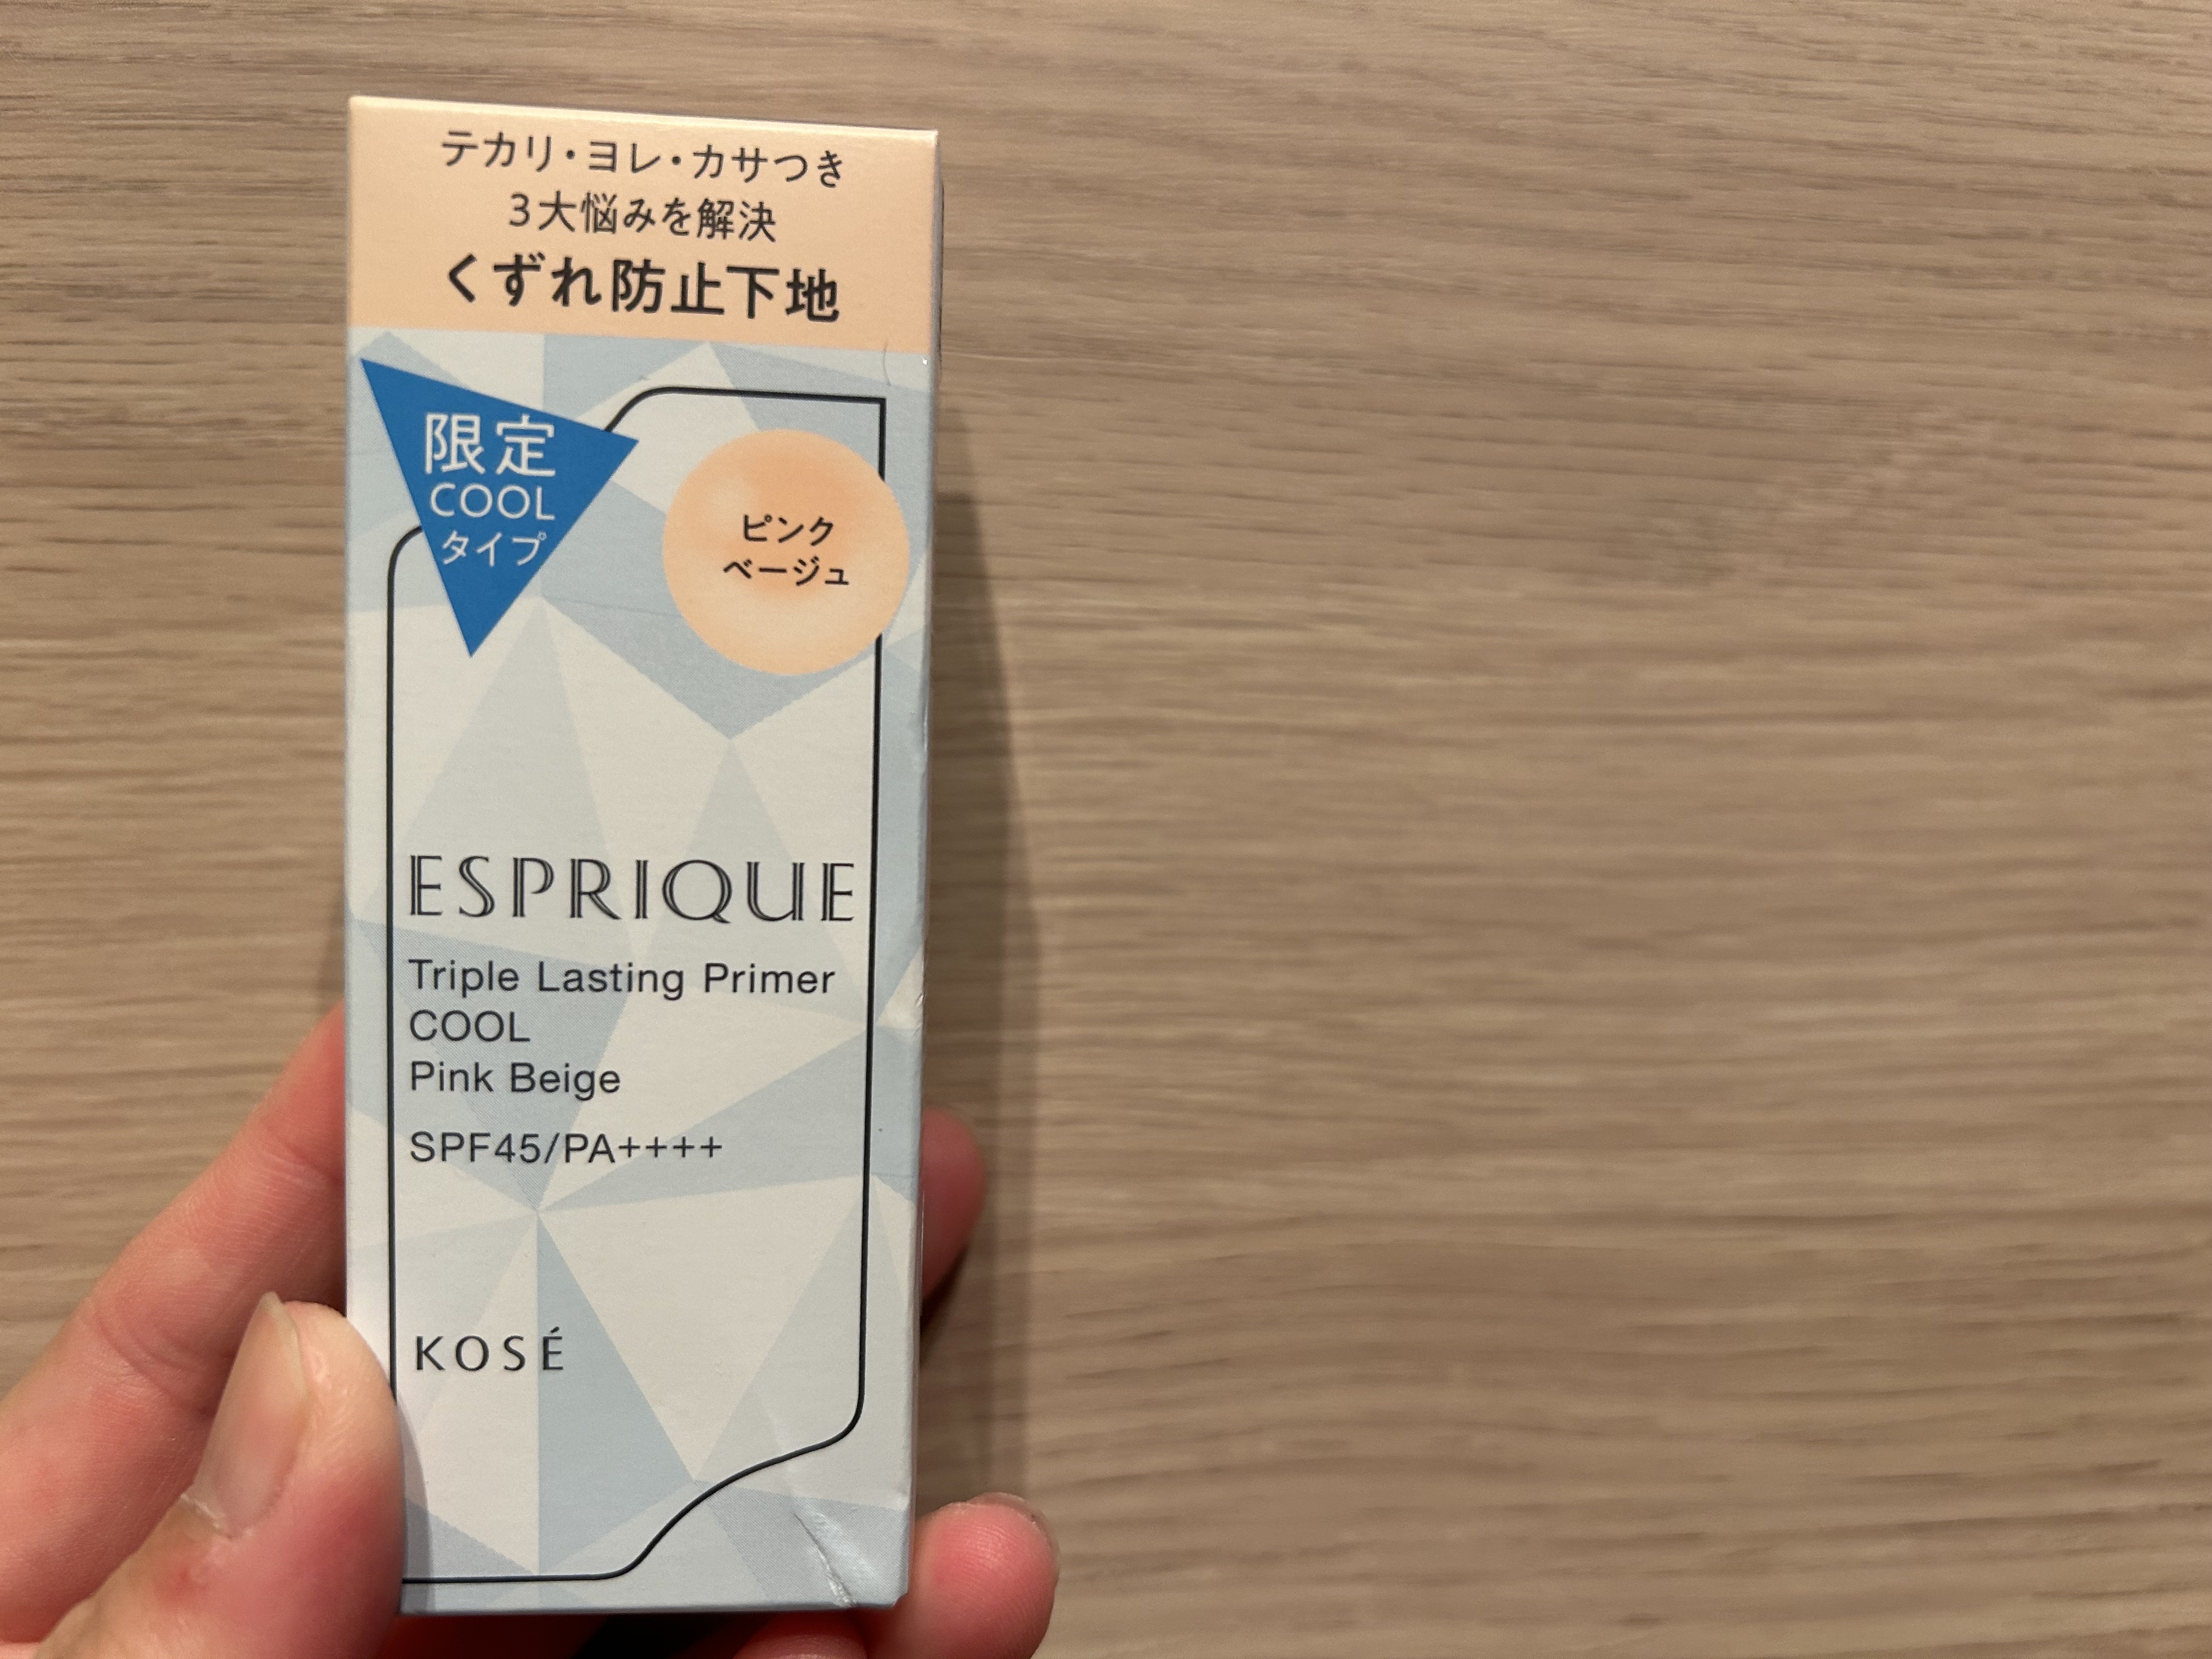 テカリ・ヨレ・カサつき
3大悩みを解決
くずれ防止下地
限定
COOL
タイプ
ピンク
ベージュ
ESPRIQUE
Triple Lasting Primer
COOL
Pink Beige
SPF45/PA++++
KOSÉ